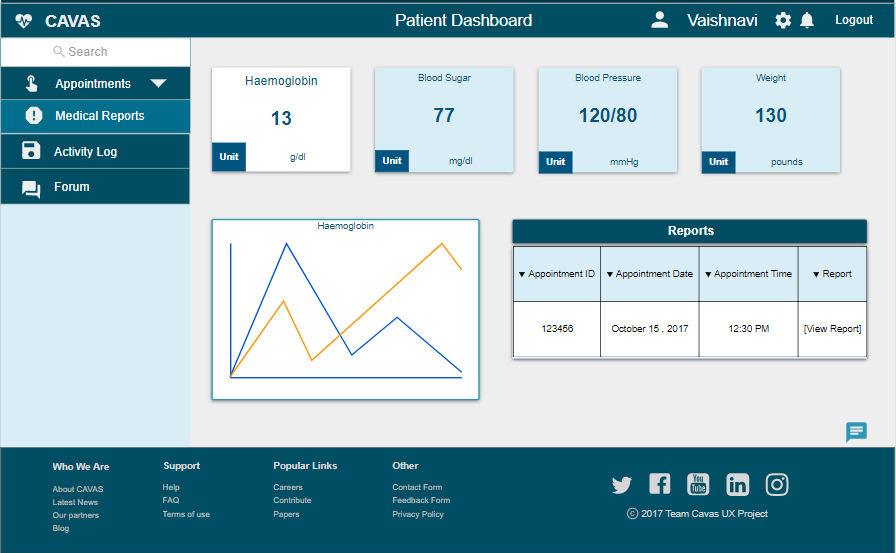 CAVAS
Patient Dashboard
Vaishnavi
Logout
Search
Appointments
Medical Reports
Activity Log
Forum
Haemoglobin
13
Unit
g/dl
Blood Sugar
77
Unit
mg/dl
Blood Pressure
120/80
Unit
mmHg
Weight
130
Unit
pounds
Haemoglobin
Reports
▼ Appointment ID ▼ Appointment Date ▼ Appointment Time ▼ Report
123456 October 15 , 2017 12:30 PM [View Report]
Who We Are
About CAVAS
Latest News
Our partners
Blog
Support
Help
FAQ
Terms of use
Popular Links
Careers
Contribute
Papers
Other
Contact Form
Feedback Form
Privacy Policy
You
Tube
in
© 2017 Team Cavas UX Project